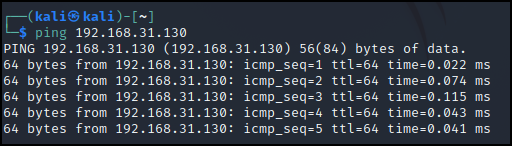 ┌──(kali㉿kali)-[~]
└─$ ping 192.168.31.130
PING 192.168.31.130 (192.168.31.130) 56(84) bytes of data.
64 bytes from 192.168.31.130: icmp_seq=1 ttl=64 time=0.022 ms
64 bytes from 192.168.31.130: icmp_seq=2 ttl=64 time=0.074 ms
64 bytes from 192.168.31.130: icmp_seq=3 ttl=64 time=0.115 ms
64 bytes from 192.168.31.130: icmp_seq=4 ttl=64 time=0.043 ms
64 bytes from 192.168.31.130: icmp_seq=5 ttl=64 time=0.041 ms